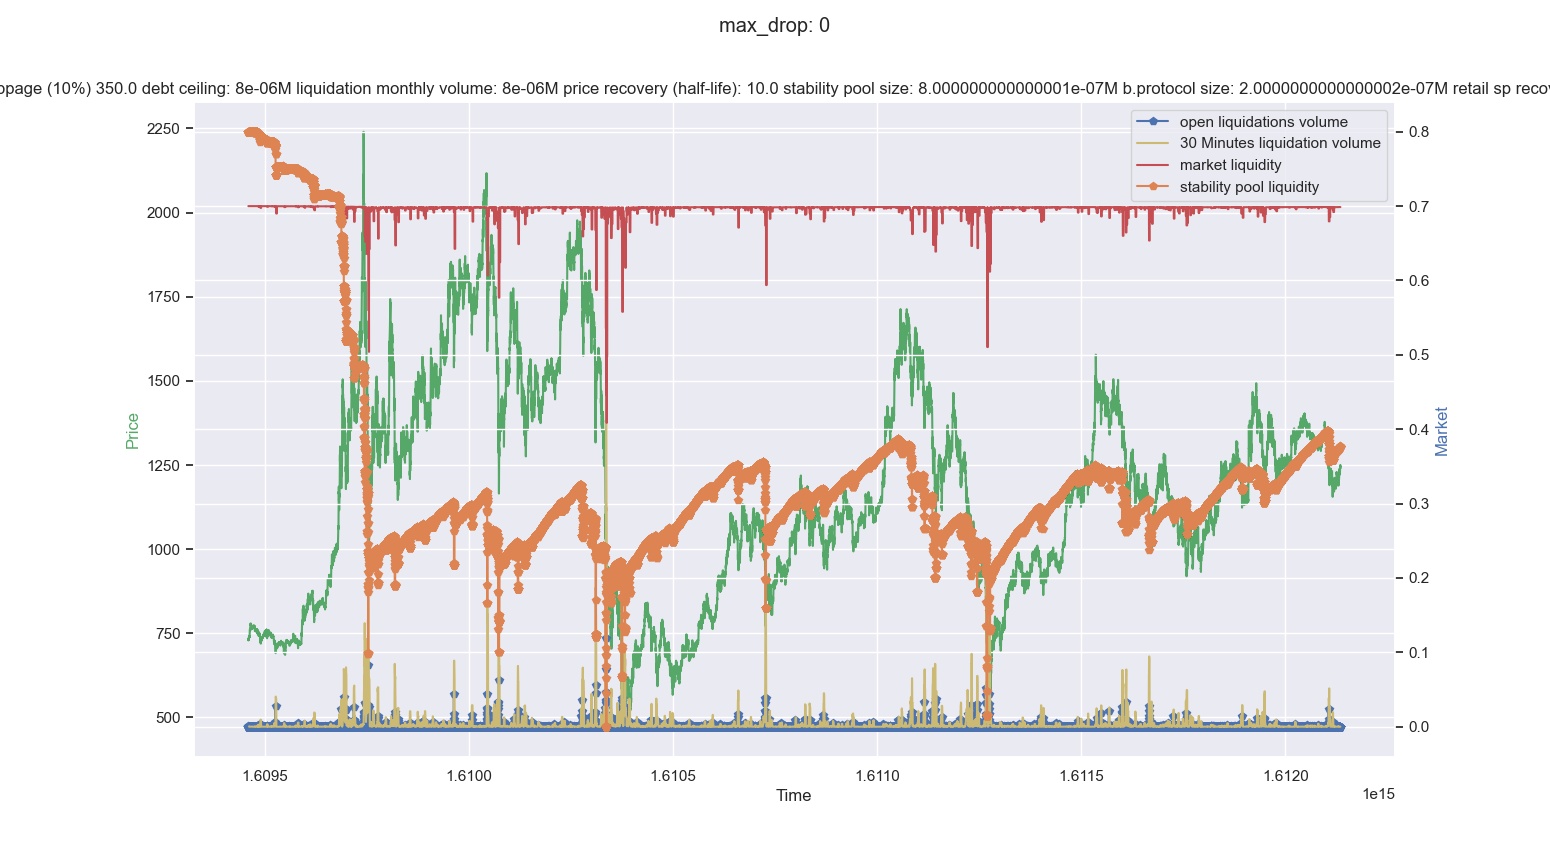 max_drop: 0
(10%) 350.0 debt ceiling: 8e-06M liquidation monthly volume: 8e-06M price recovery (half-life): 10.0 stability pool size: 8.000000000000001e-07M b.protocol size: 2.0000000000000002e-07M retail sp
open liquidations volume
30 Minutes liquidation volume
market liquidity
stability pool liquidity
2250
2000
1750
1500
1250
1000
750
500
Price
0.8
0.7
0.6
0.5
0.4
0.3
0.2
0.1
0.0
Market
1.6095 1.6100 1.6105 1.6110 1.6115 1.6120
Time
1e15